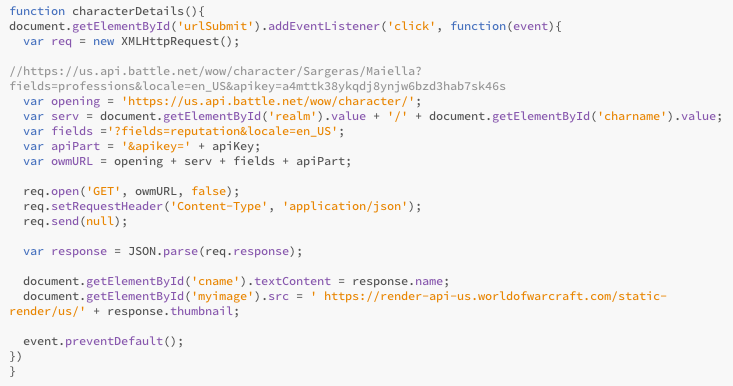 function characterDetails(){
document.getElementById('urlSubmit').addEventListener('click', function(event){
  var req = new XMLHttpRequest();

//https://us.api.battle.net/wow/character/Sargeras/Maiella?
fields=professions&locale=en_US&apikey=a4mttk38ykqdj8ynjw6bzd3hab7sk46s
  var opening = 'https://us.api.battle.net/wow/character/';
  var serv = document.getElementById('realm').value + '/' + document.getElementById('charname').value;
  var fields ='?fields=reputation&locale=en_US';
  var apiPart = '&apikey=' + apiKey;
  var owmURL = opening + serv + fields + apiPart;

  req.open('GET', owmURL, false);
  req.setRequestHeader('Content-Type', 'application/json');
  req.send(null);

  var response = JSON.parse(req.response);

  document.getElementById('cname').textContent = response.name;
  document.getElementById('myimage').src = ' https://render-api-us.worldofwarcraft.com/static-
render/us/' + response.thumbnail;

  event.preventDefault();
})
}